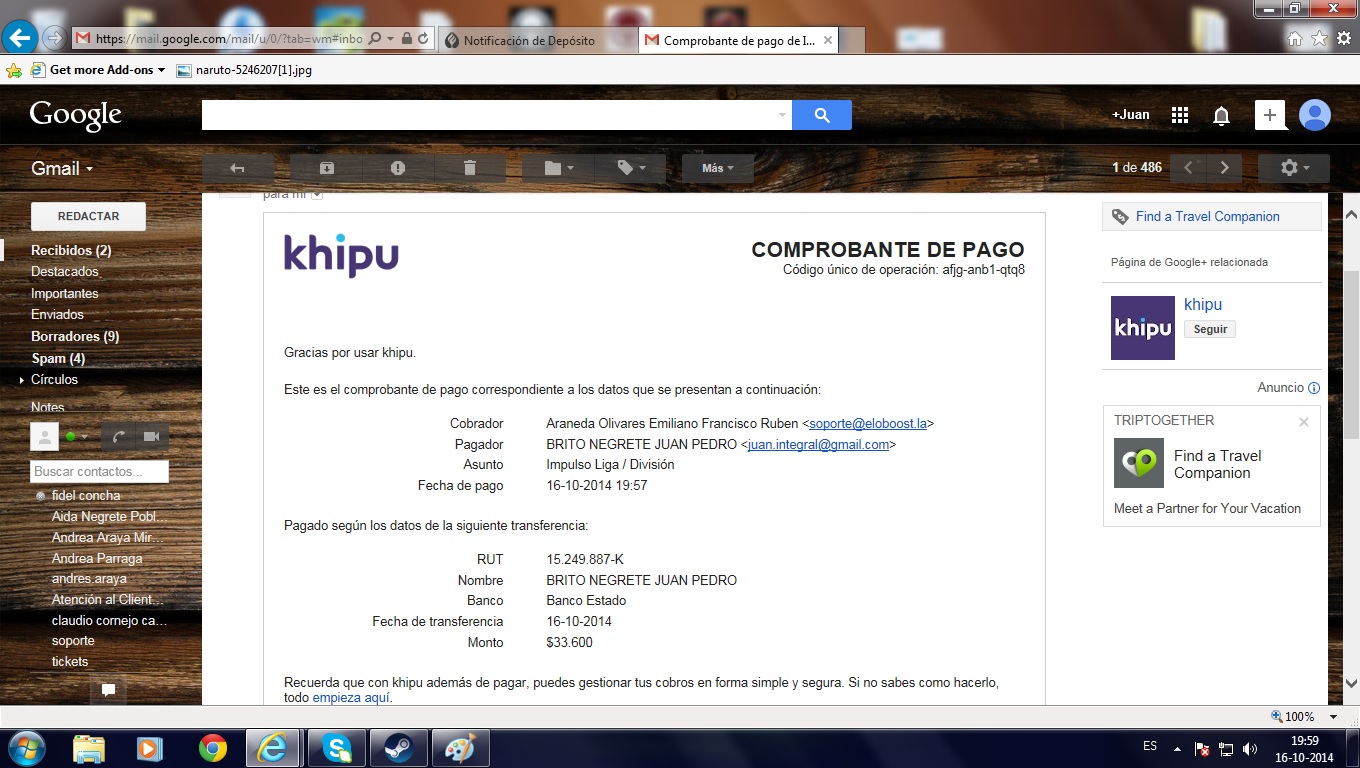 https://mail.google.com/mail/u/0/?tab=wm#inbo
Notificación de Depósito
Comprobante de pago de I...
Get more Add-ons
naruto-5246207[1].jpg
Google
+Juan
Gmail
Más
1 de 486
REDACTAR
Recibidos (2)
Destacados
Importantes
Enviados
Borradores (9)
Spam (4)
Círculos
Notes
Buscar contactos...
fidel concha
Aida Negrete Pobl...
Andrea Araya Mir...
Andrea Parraga
andres.araya
Atención al Client...
claudio cornejo ca...
soporte
tickets
para mí
khipu
COMPROBANTE DE PAGO
Código único de operación: afjg-anb1-qtq8
Gracias por usar khipu.
Este es el comprobante de pago correspondiente a los datos que se presentan a continuación:
Cobrador Araneda Olivares Emiliano Francisco Ruben <soporte@eloboost.la>
Pagador BRITO NEGRETE JUAN PEDRO <juan.integral@gmail.com>
Asunto Impulso Liga / División
Fecha de pago 16-10-2014 19:57
Pagado según los datos de la siguiente transferencia:
RUT 15.249.887-K
Nombre BRITO NEGRETE JUAN PEDRO
Banco Banco Estado
Fecha de transferencia 16-10-2014
Monto $33.600
Recuerda que con khipu además de pagar, puedes gestionar tus cobros en forma simple y segura. Si no sabes como hacerlo,
todo empieza aquí.
Find a Travel Companion
Página de Google+ relacionada
khipu
khipu
Seguir
Anuncio
TRIPTOGETHER
Find a Travel
Companion
Meet a Partner for Your Vacation
100%
ES
19:59
16-10-2014